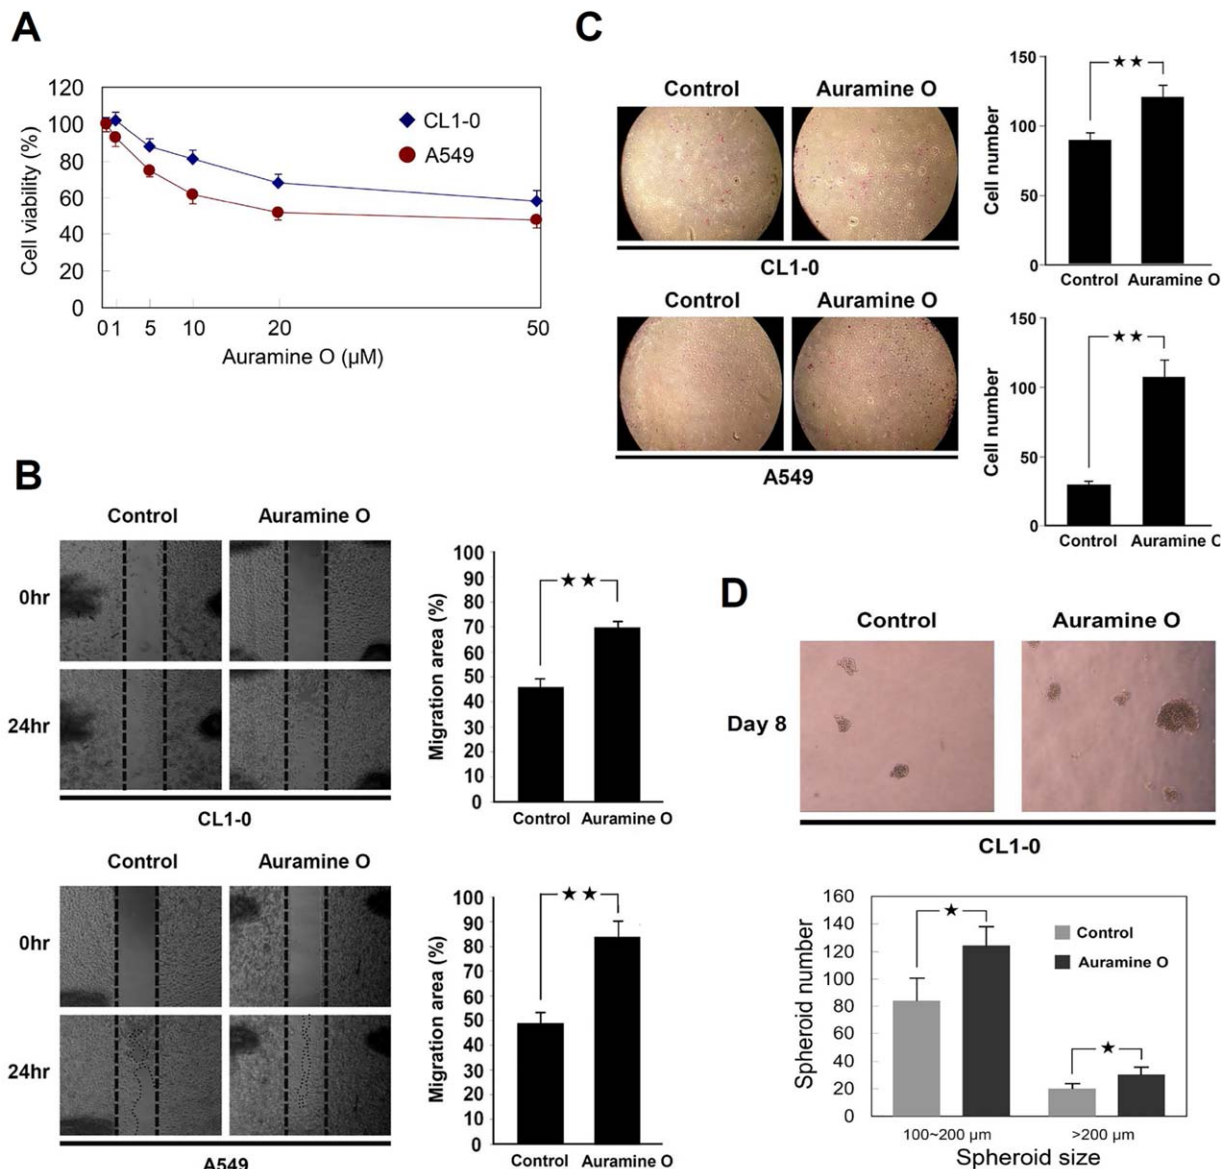 A
120
100
80
60
40
20
0
Cell viability (%)
CL1-0
A549
0 1 5 10 20 50
Auramine O (µM)
B
Control Auramine O
0hr
24hr
CL1-0
100
90
80
70
60
50
40
30
20
10
0
Migration area (%)
★★
Control Auramine O
Control Auramine O
0hr
24hr
A549
100
90
80
70
60
50
40
30
20
10
0
Migration area (%)
★★
Control Auramine O
C
Control Auramine O
CL1-0
150
100
50
0
Cell number
★★
Control Auramine O
Control Auramine O
A549
150
100
50
0
Cell number
★★
Control Auramine O
D
Control Auramine O
Day 8
CL1-0
160
140
120
100
80
60
40
20
0
Spheroid number
★
★
Control
Auramine O
100~200 µm >200 µm
Spheroid size